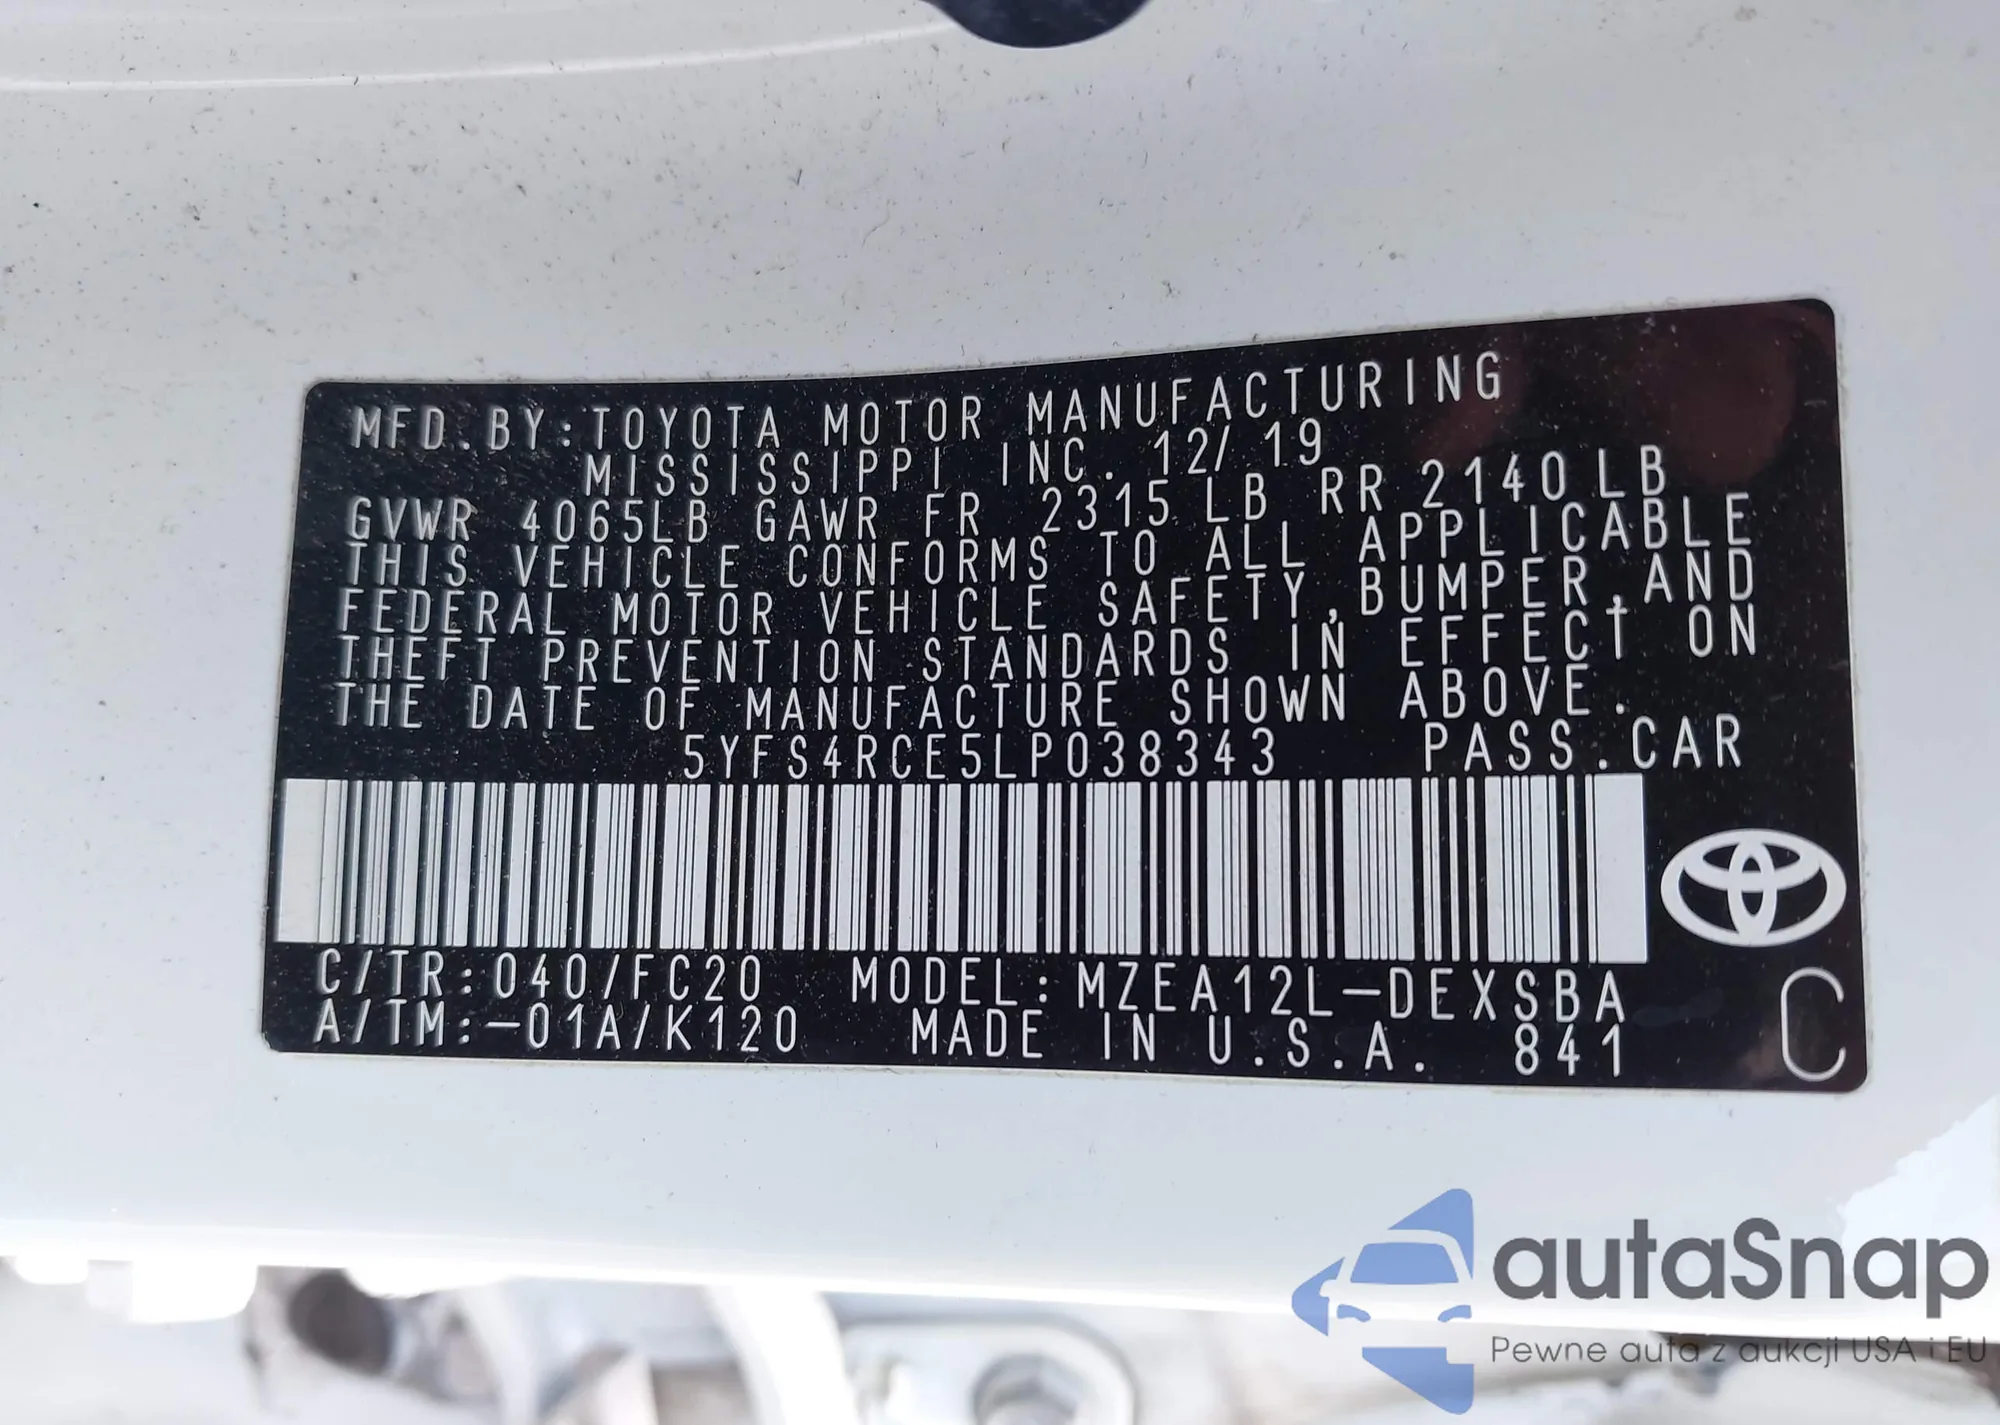 MFD.BY:TOYOTA MOTOR MANUFACTURING
MISSISSIPPI INC. 12/19
GVWR 4065LB GAWR FR 2315 LB RR 2140LB
THIS VEHICLE CONFORMS TO ALL APPLICABLE
FEDERAL MOTOR VEHICLE SAFETY,BUMPER,AND
THEFT PREVENTION STANDARDS IN EFFECT ON
THE DATE OF MANUFACTURE SHOWN ABOVE.
5YFS4RCE5LP038343 PASS.CAR
C/TR:040/FC20 MODEL:MZEA12L-DEXSBA
A/TM:-01A/K120 MADE IN U.S.A. 841
C
autaSnap
Pewne auta z aukcji USA i EU